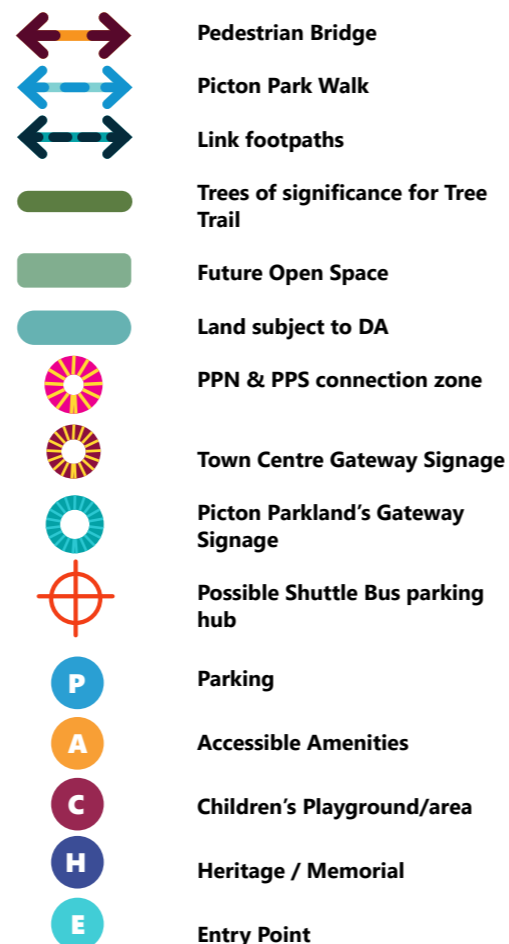 Pedestrian Bridge
Picton Park Walk
Link footpaths
Trees of significance for Tree
Trail
Future Open Space
Land subject to DA
PPN & PPS connection zone
Town Centre Gateway Signage
Picton Parkland’s Gateway
Signage
Possible Shuttle Bus parking
hub
P Parking
A Accessible Amenities
C Children’s Playground/area
H Heritage / Memorial
E Entry Point